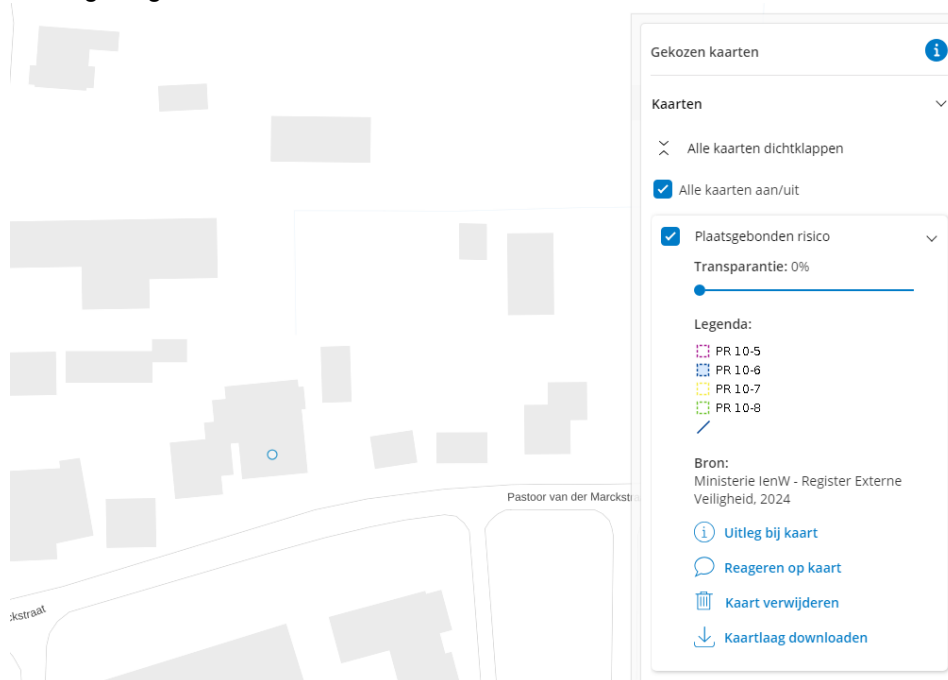 Gekozen kaarten
Kaarten
Alle kaarten dichtklappen
Alle kaarten aan/uit
Plaatsgebonden risico
Transparantie: 0%
Legenda:
PR 10-5
PR 10-6
PR 10-7
PR 10-8
Bron:
Ministerie IenW - Register Externe
Veiligheid, 2024
Uitleg bij kaart
Reageren op kaart
Kaart verwijderen
Kaartlaag downloaden
Pastoor van der Marckstra
ckstraat